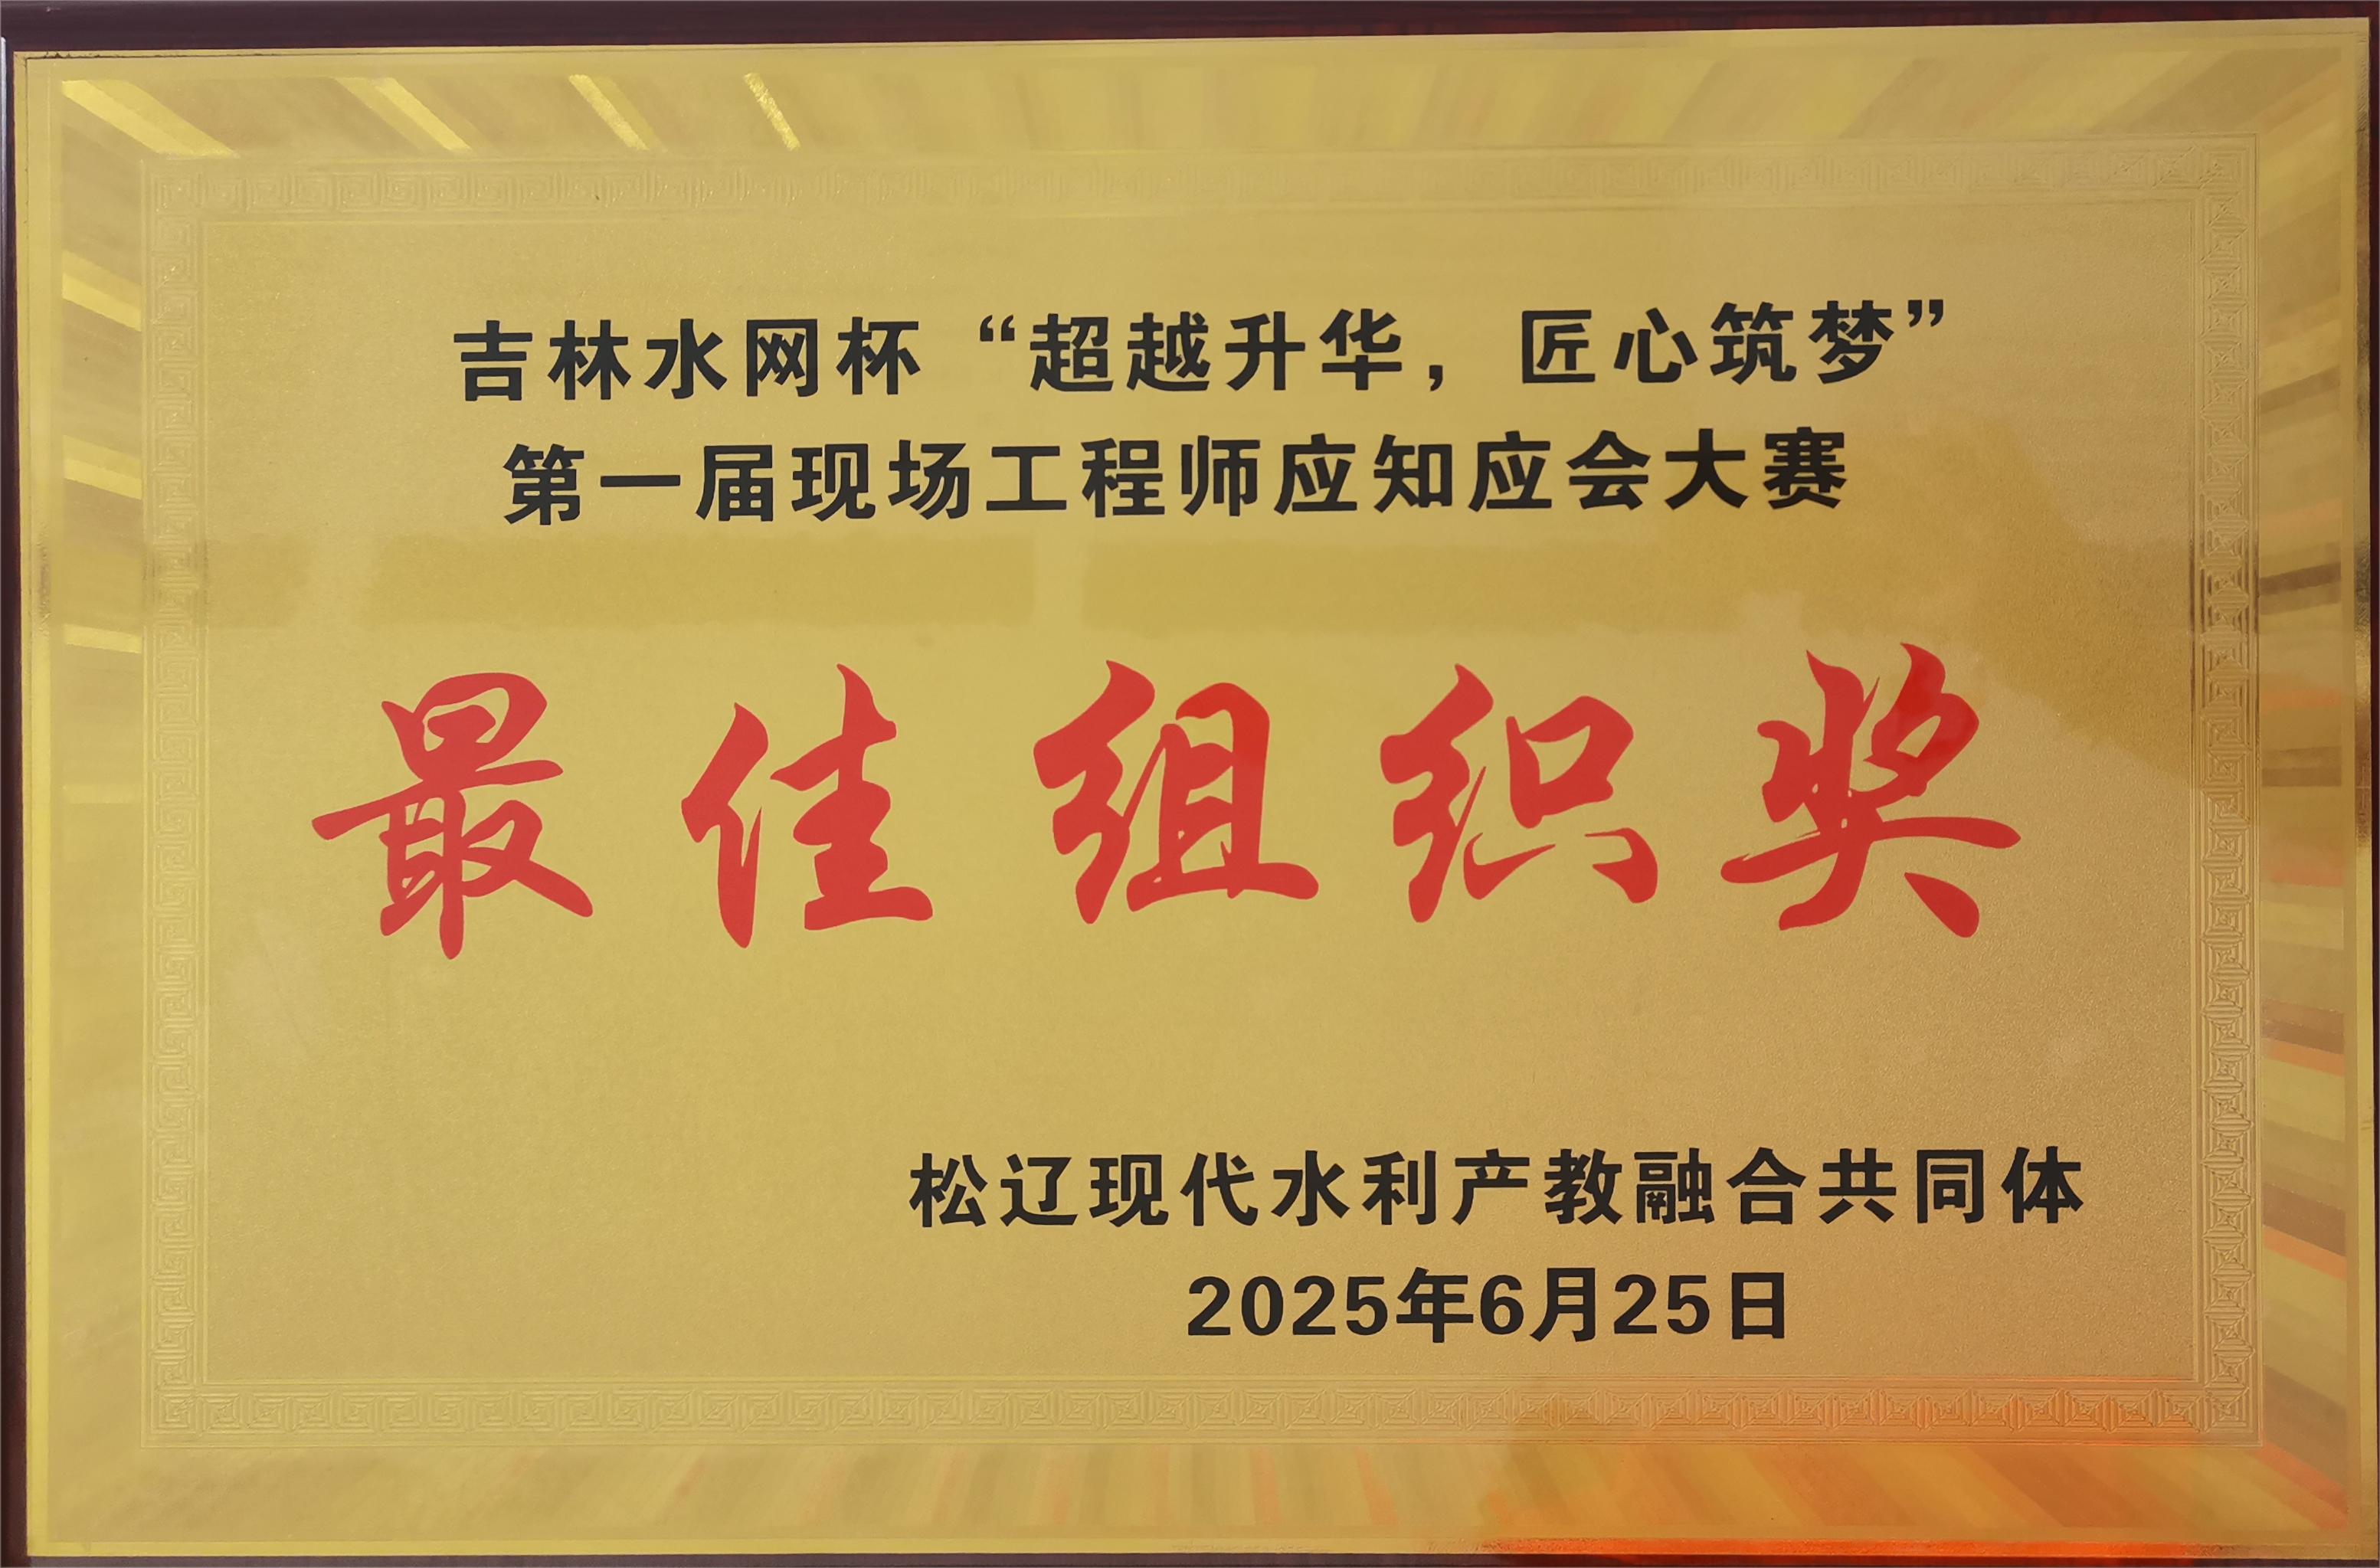 吉林水网杯“超越升华，匠心筑梦”
第一届现场工程师应知应会大赛
最佳组织奖
松辽现代水利产教融合共同体
2025年6月25日